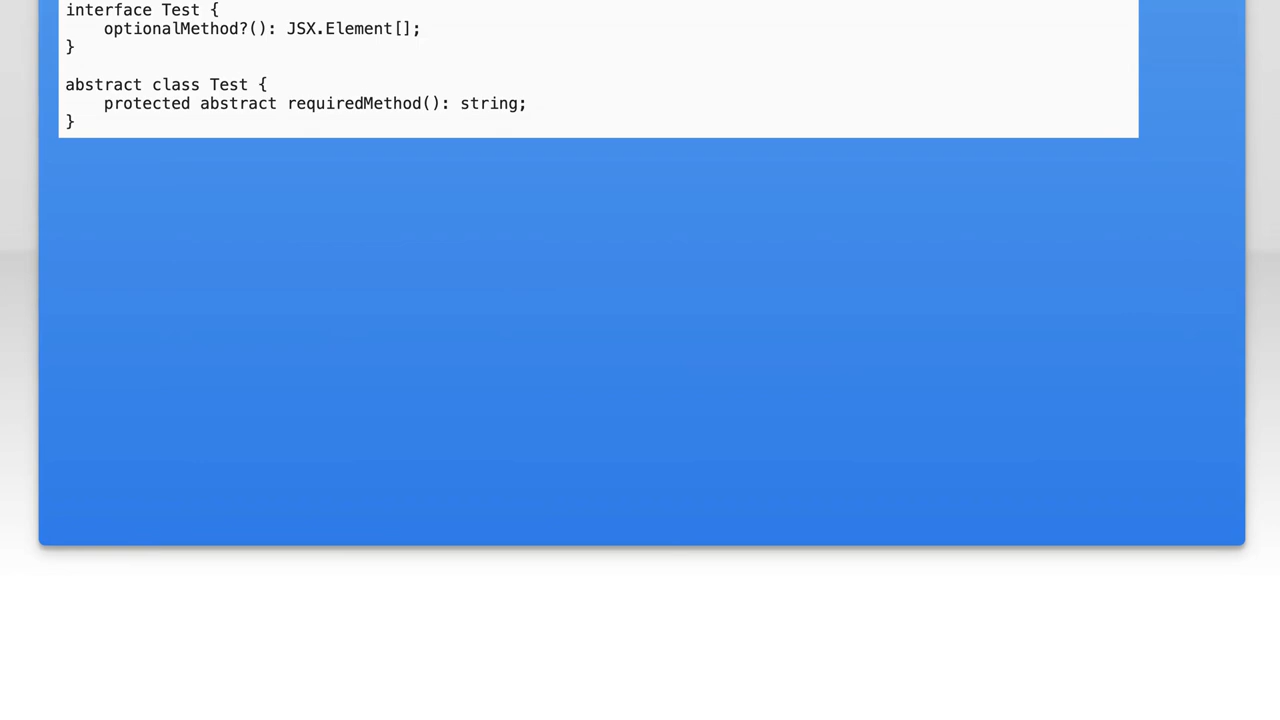 interface Test {
    optionalMethod?(): JSX.Element[];
}

abstract class Test {
    protected abstract requiredMethod(): string;
}